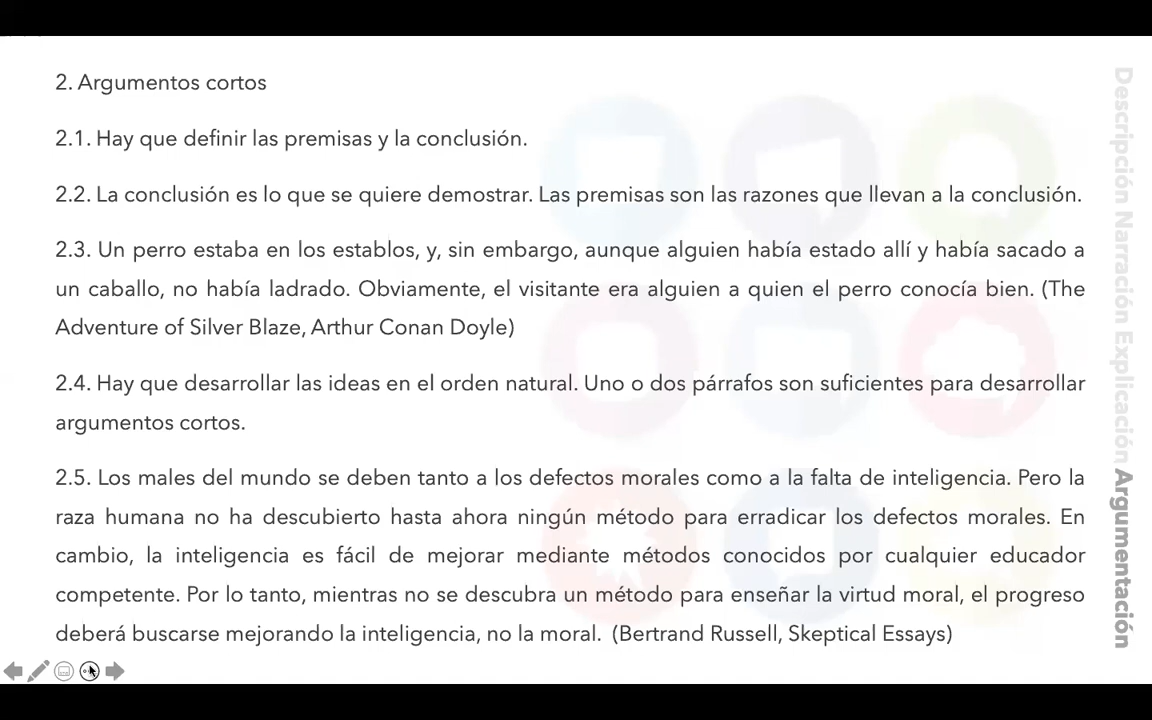 2. Argumentos cortos
2.1. Hay que definir las premisas y la conclusión.
2.2. La conclusión es lo que se quiere demostrar. Las premisas son las razones que llevan a la conclusión.
2.3. Un perro estaba en los establos, y, sin embargo, aunque alguien había estado allí y había sacado a
un caballo, no había ladrado. Obviamente, el visitante era alguien a quien el perro conocía bien. (The
Adventure of Silver Blaze, Arthur Conan Doyle)
2.4. Hay que desarrollar las ideas en el orden natural. Uno o dos párrafos son suficientes para desarrollar
argumentos cortos.
2.5. Los males del mundo se deben tanto a los defectos morales como a la falta de inteligencia. Pero la
raza humana no ha descubierto hasta ahora ningún método para erradicar los defectos morales. En
cambio, la inteligencia es fácil de mejorar mediante métodos conocidos por cualquier educador
competente. Por lo tanto, mientras no se descubra un método para enseñar la virtud moral, el progreso
deberá buscarse mejorando la inteligencia, no la moral. (Bertrand Russell, Skeptical Essays)
Descripción Narración Explicación Argumentación